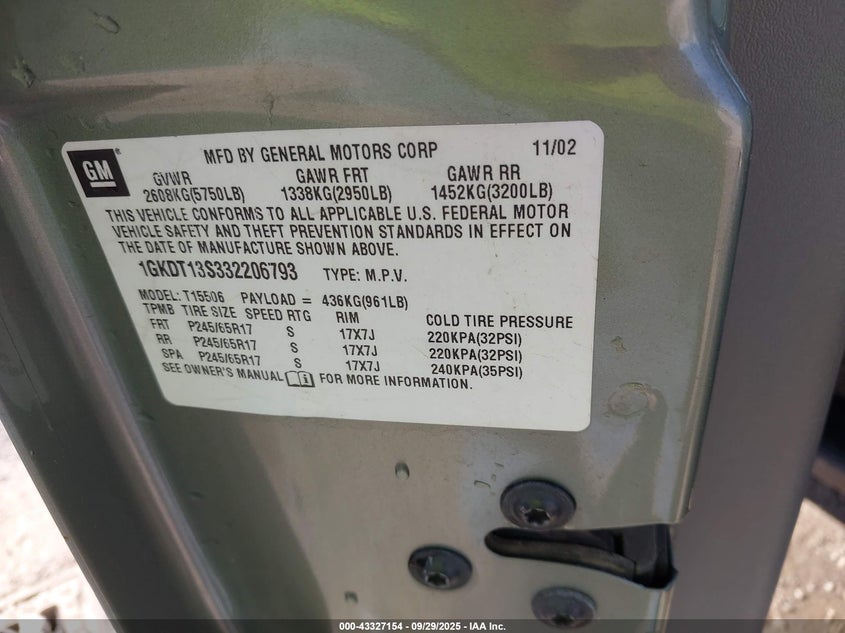 GM
MFD BY GENERAL MOTORS CORP 11/02
GVWR GAWR FRT GAWR RR
2608KG(5750LB) 1338KG(2950LB) 1452KG(3200LB)
THIS VEHICLE CONFORMS TO ALL APPLICABLE U.S. FEDERAL MOTOR
VEHICLE SAFETY AND THEFT PREVENTION STANDARDS IN EFFECT ON
THE DATE OF MANUFACTURE SHOWN ABOVE.
1GKDT13S332206793 TYPE: M.P.V.
MODEL: T15506 PAYLOAD = 436KG(961LB)
TPMB TIRE SIZE SPEED RTG RIM COLD TIRE PRESSURE
FRT P245/65R17 S 17X7J 220KPA(32PSI)
RR P245/65R17 S 17X7J 220KPA(32PSI)
SPA P245/65R17 S 17X7J 240KPA(35PSI)
SEE OWNER'S MANUAL FOR MORE INFORMATION.
000-43327154 - 09/29/2025 - IAA Inc.